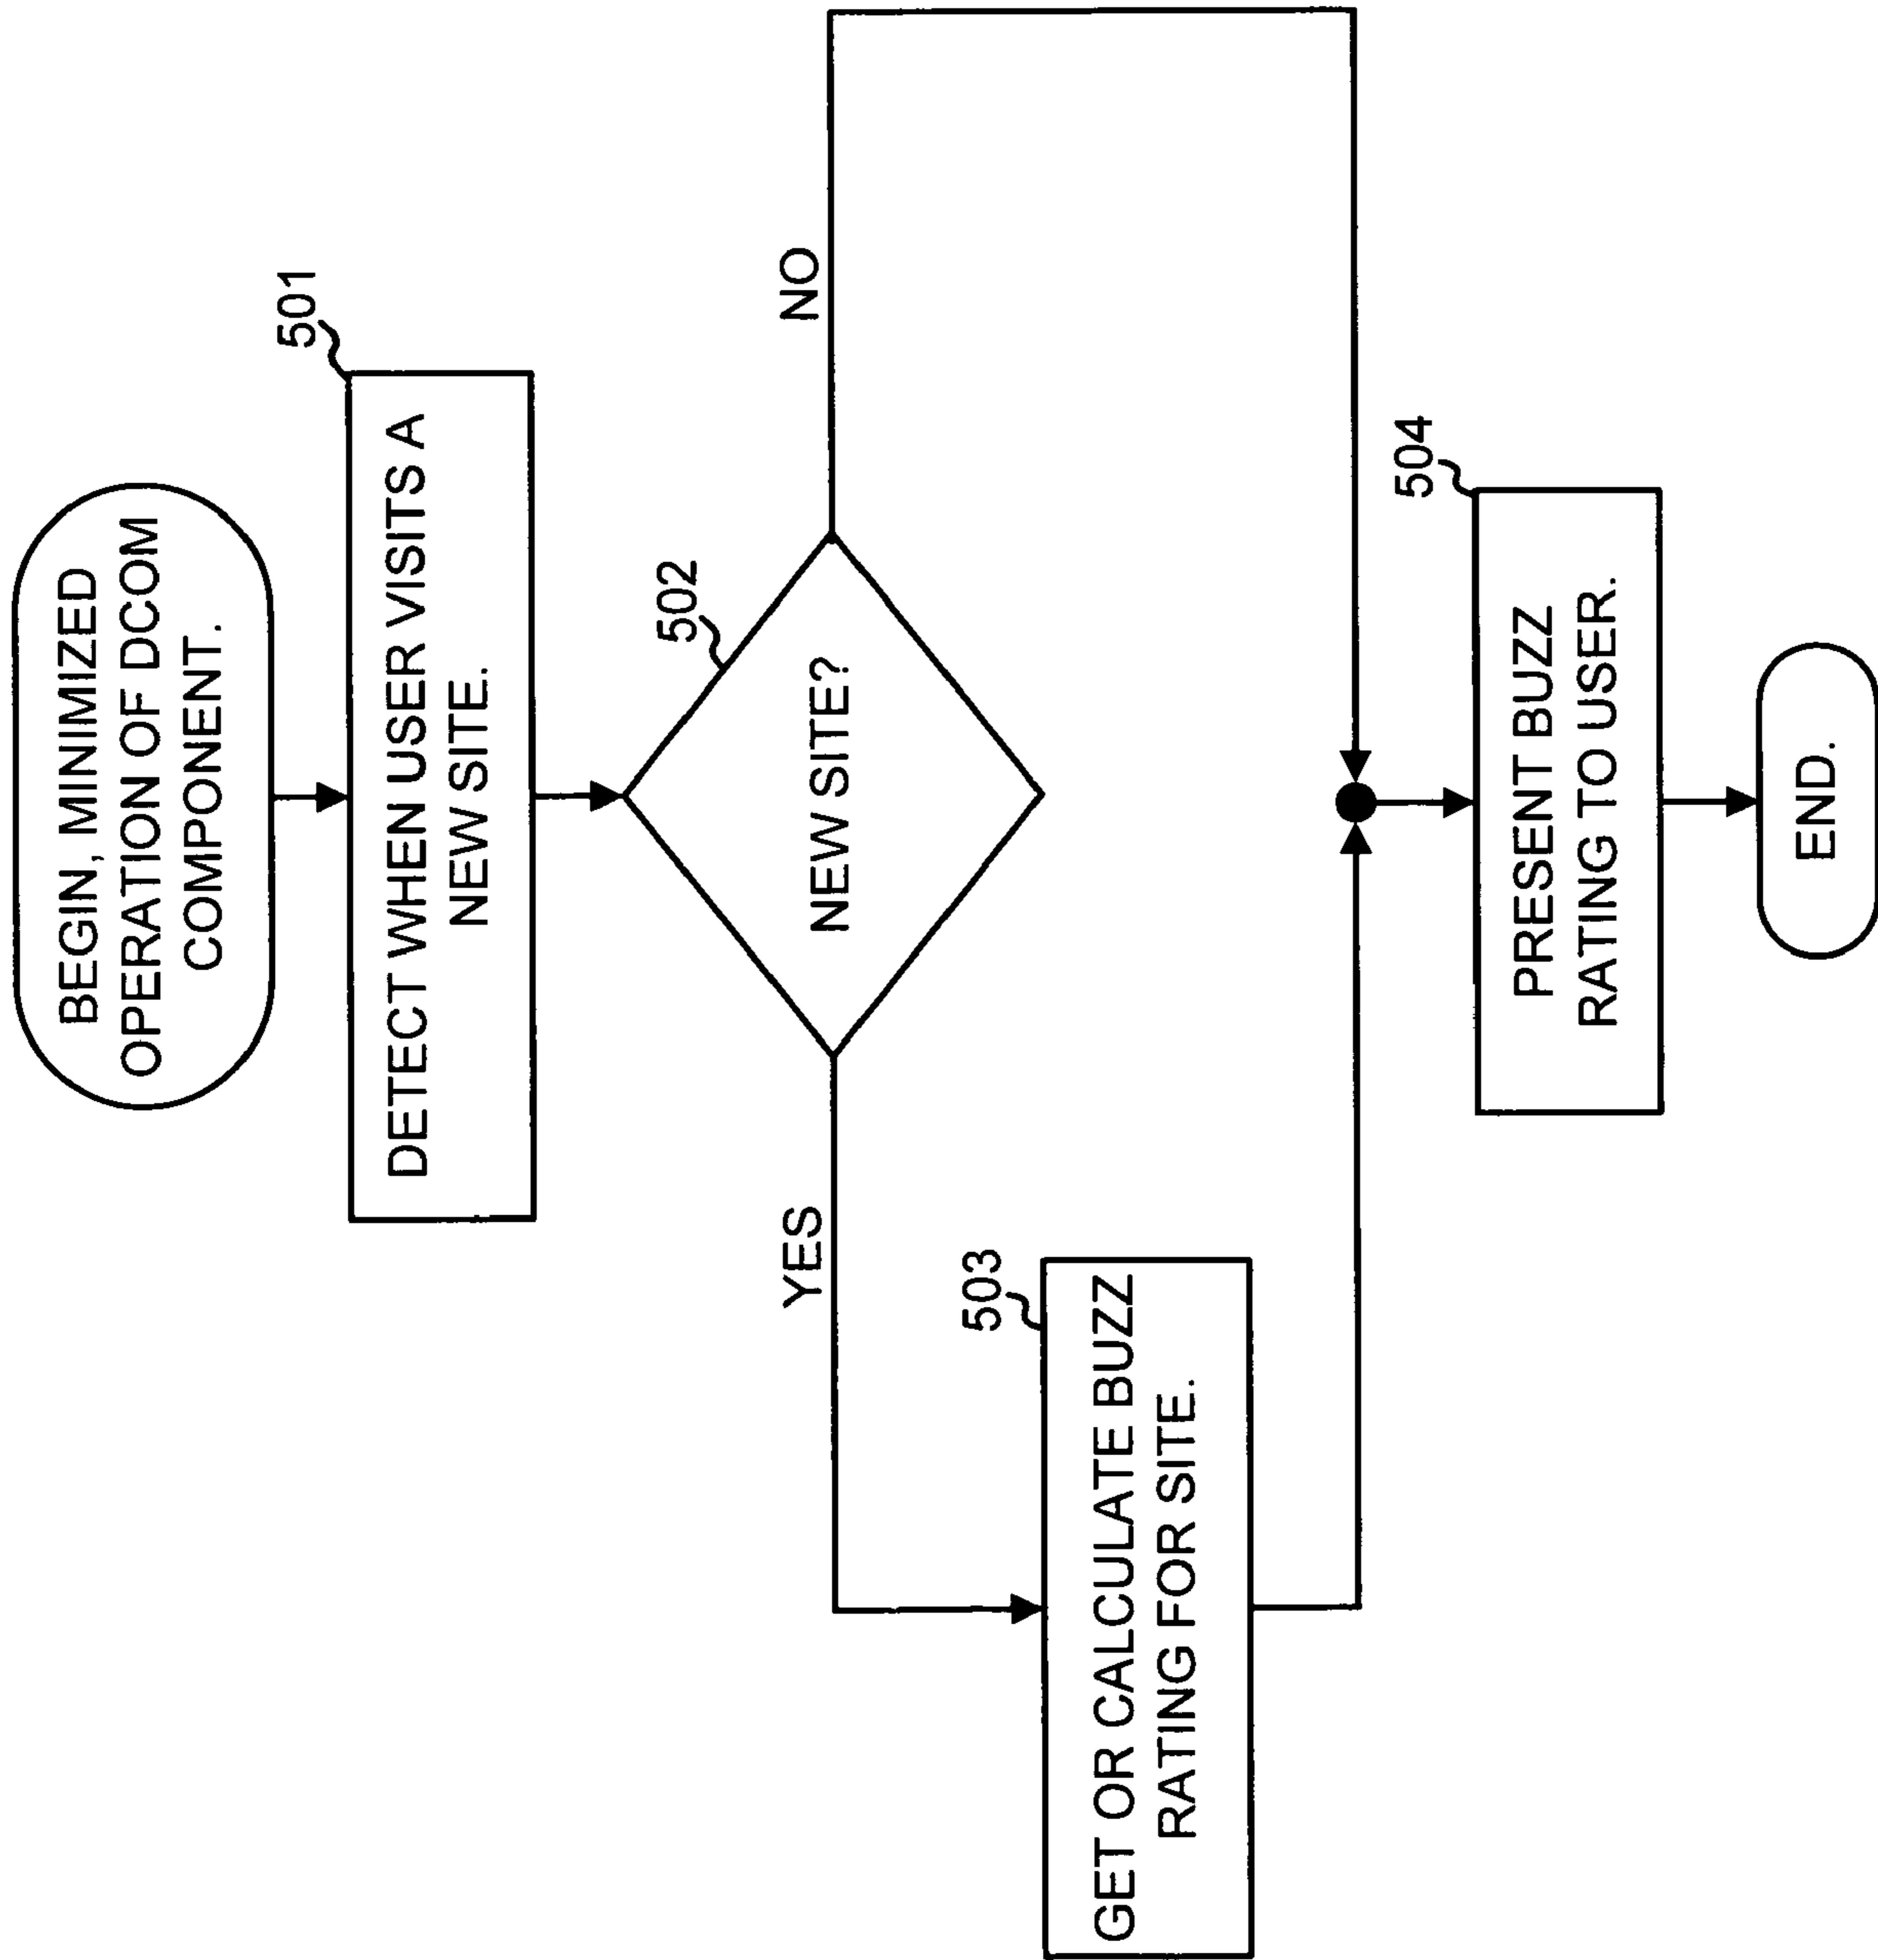 BEGIN, MINIMIZED
OPERATION OF DCOM
COMPONENT.
501
DETECT WHEN USER VISITS A
NEW SITE.
502
NEW SITE?
YES
NO
503
GET OR CALCULATE BUZZ
RATING FOR SITE.
504
PRESENT BUZZ
RATING TO USER.
END.